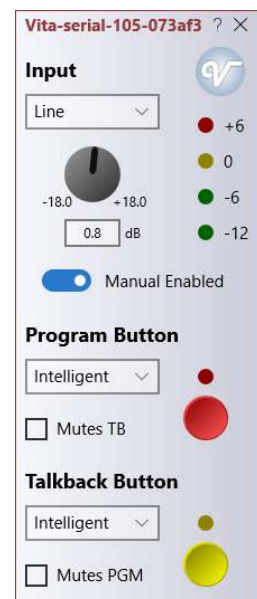 Vita-serial-105-073af3 ? ×
Input
Line
+6
0
-18.0 +18.0 -6
0.8 dB -12
Manual Enabled
Program Button
Intelligent
Mutes TB
Talkback Button
Intelligent
Mutes PGM